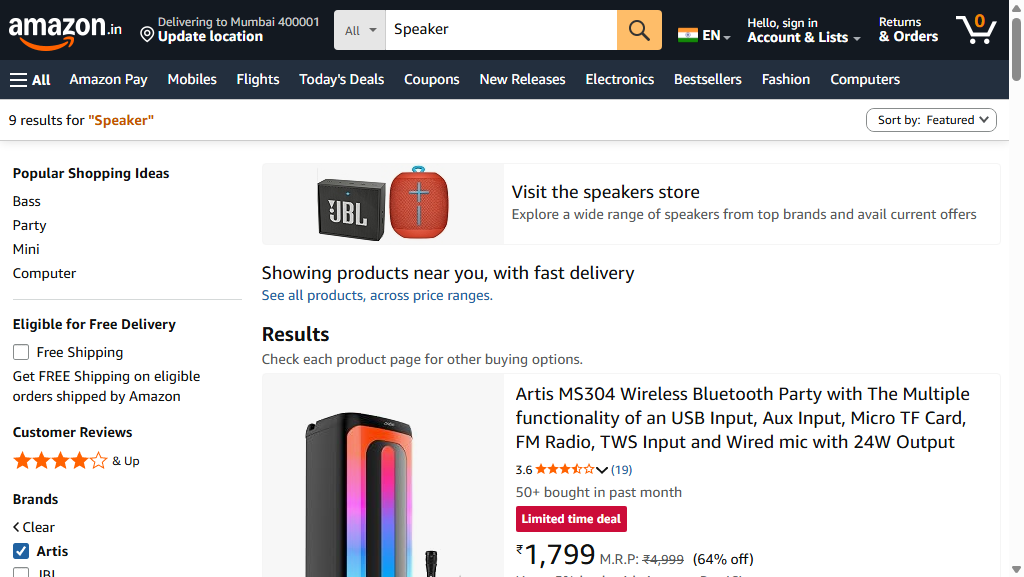 amazon.in
Delivering to Mumbai 400001
Update location
All
Speaker
EN
Hello, sign in
Account & Lists
Returns
& Orders
0
All
Amazon Pay
Mobiles
Flights
Today's Deals
Coupons
New Releases
Electronics
Bestsellers
Fashion
Computers
9 results for "Speaker"
Sort by: Featured
Popular Shopping Ideas
Bass
Party
Mini
Computer
Eligible for Free Delivery
Free Shipping
Get FREE Shipping on eligible
orders shipped by Amazon
Customer Reviews
& Up
Brands
Clear
Artis
JBL
JBL
Visit the speakers store
Explore a wide range of speakers from top brands and avail current offers
Showing products near you, with fast delivery
See all products, across price ranges.
Results
Check each product page for other buying options.
Artis MS304 Wireless Bluetooth Party with The Multiple
functionality of an USB Input, Aux Input, Micro TF Card,
FM Radio, TWS Input and Wired mic with 24W Output
3.6 (19)
50+ bought in past month
Limited time deal
₹1,799 M.R.P: ₹4,999 (64% off)